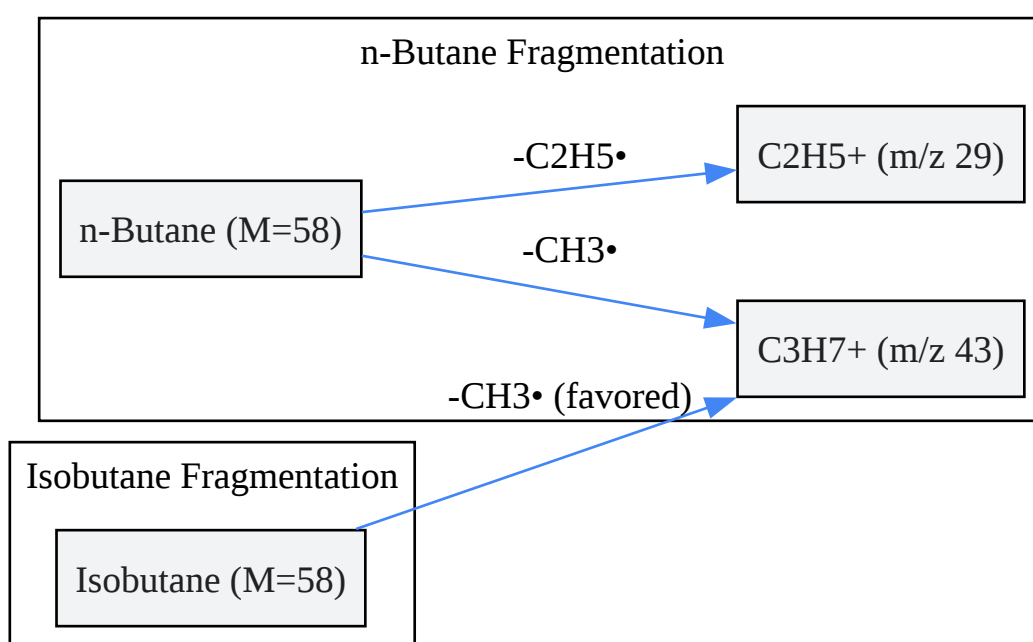 n-Butane Fragmentation
-C2H5•
C2H5+ (m/z 29)
n-Butane (M=58)
-CH3•
C3H7+ (m/z 43)
-CH3• (favored)
Isobutane Fragmentation
Isobutane (M=58)